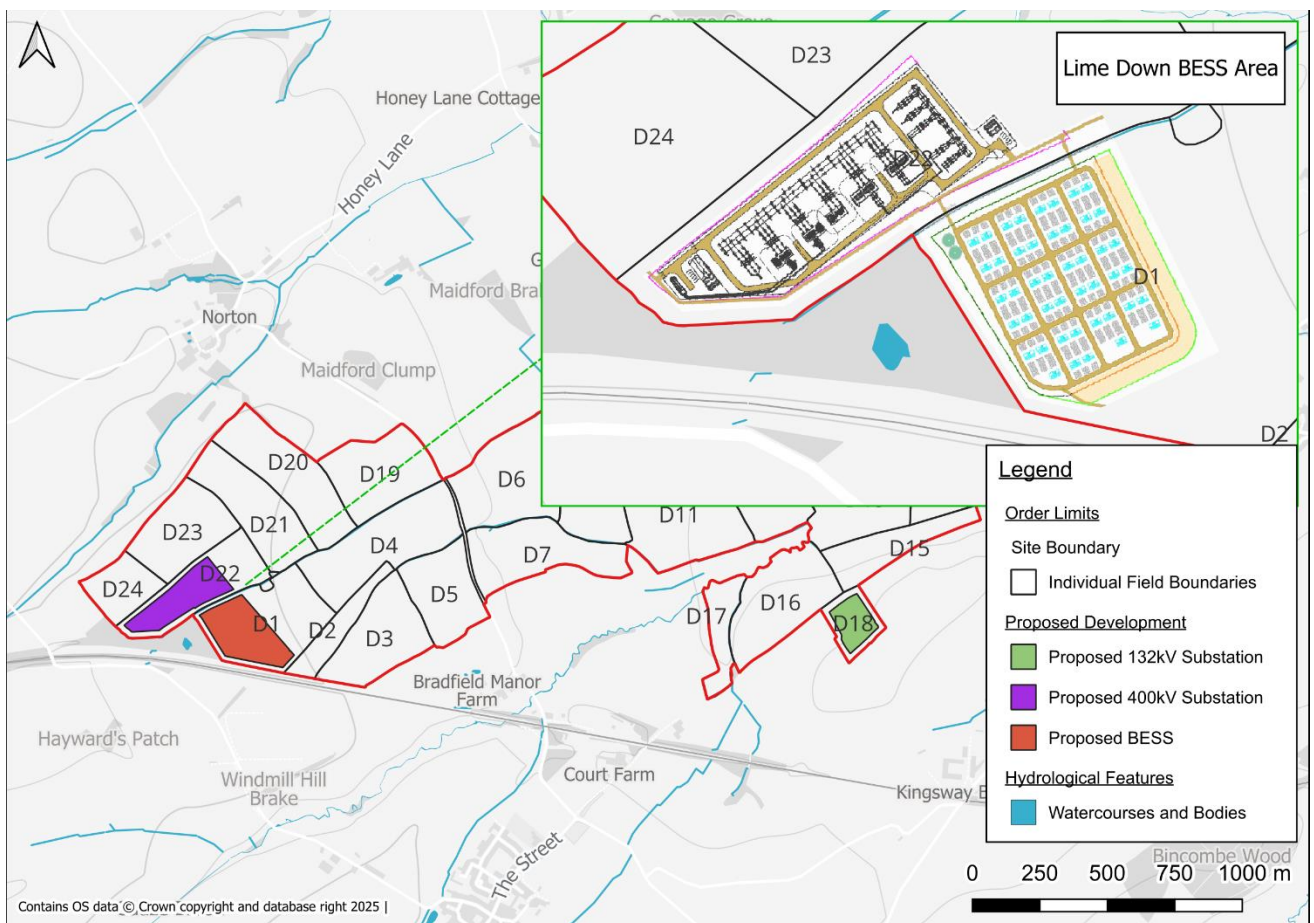 Honey Lane Cottage
Honey Lane
Norton
Maidford Clump
D20
D19
D6
D23
D21
D4
D11
D24
D22
D7
D15
D1
D2
D3
D5
D17
D16
D18
Bradfield Manor
Farm
Hayward's Patch
Windmill Hill
Brake
Court Farm
The Street
Bincombe Wood
Contains OS data © Crown copyright and database right 2025 |
Lime Down BESS Area
D23
D24
D22
D1
D2
Legend
Order Limits
Site Boundary
Individual Field Boundaries
Proposed Development
Proposed 132kV Substation
Proposed 400kV Substation
Proposed BESS
Hydrological Features
Watercourses and Bodies
0 250 500 750 1000 m